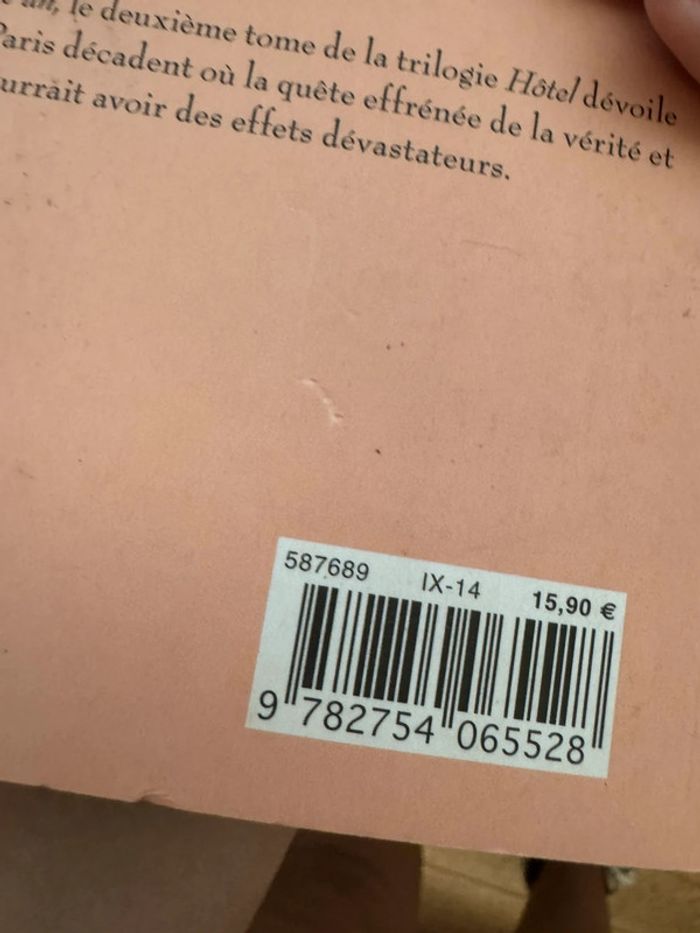 an, le deuxième tome de la trilogie Hôtel dévoile
Paris décadent où la quête effrénée de la vérité et
urrait avoir des effets dévastateurs.
587689 IX-14 15,90 €
9 782754 065528